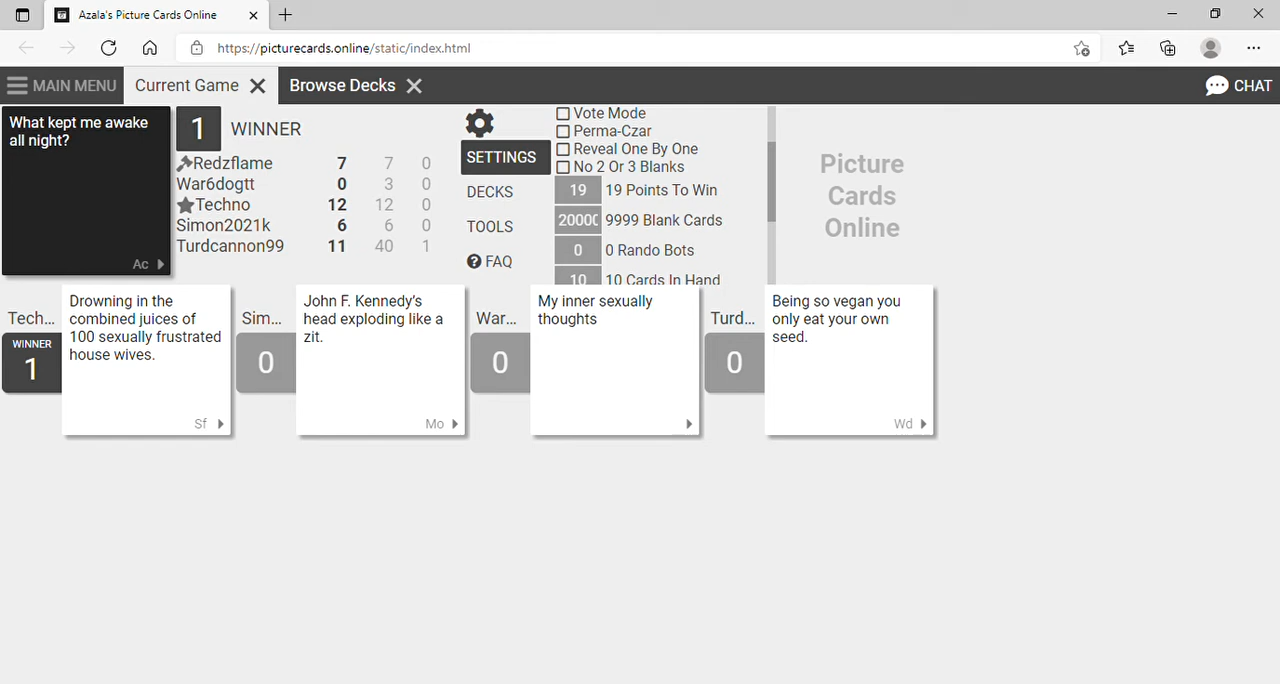 Azala's Picture Cards Online
https://picturecards.online/static/index.html
MAIN MENU
Current Game
Browse Decks
CHAT
What kept me awake
all night?
Ac
1 WINNER
Redzflame 7 7 0
War6dogtt 0 3 0
Techno 12 12 0
Simon2021k 6 6 0
Turdcannon99 11 40 1
SETTINGS
DECKS
TOOLS
? FAQ
Vote Mode
Perma-Czar
Reveal One By One
No 2 Or 3 Blanks
19 19 Points To Win
20000 9999 Blank Cards
0 0 Rando Bots
10 10 Cards In Hand
Picture
Cards
Online
Tech...
WINNER
1
Drowning in the
combined juices of
100 sexually frustrated
house wives.
Sf
Sim...
0
John F. Kennedy's
head exploding like a
zit.
Mo
War...
0
My inner sexually
thoughts
Turd...
0
Being so vegan you
only eat your own
seed.
Wd